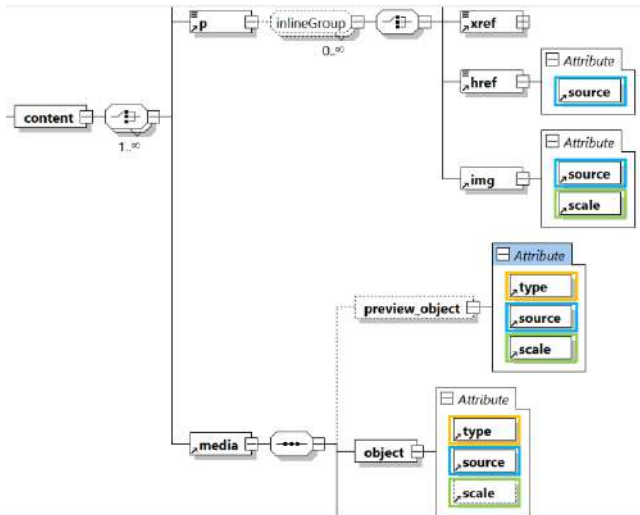 p
inlineGroup
0..∞
xref
href
Attribute
source
content
1..∞
img
Attribute
source
scale
preview_object
Attribute
type
source
scale
media
object
Attribute
type
source
scale